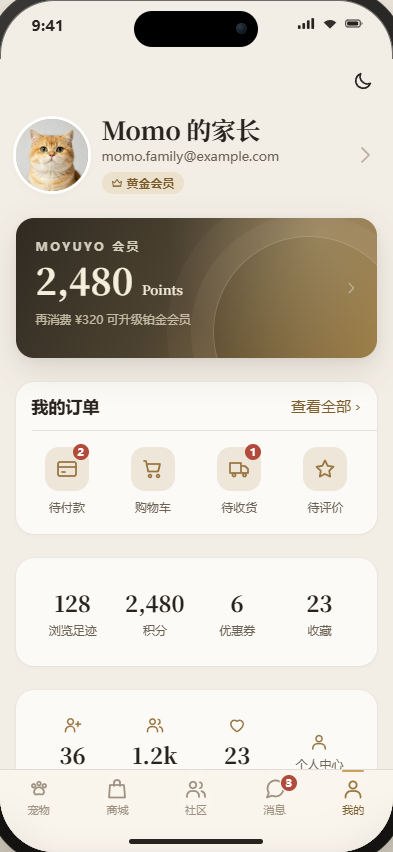 9:41
Momo 的家长
momo.family@example.com
黄金会员
MOYUYO 会员
2,480 Points
再消费 ¥320 可升级铂金会员
我的订单 查看全部 ›
2 1
待付款 购物车 待收货 待评价
128 2,480 6 23
浏览足迹 积分 优惠券 收藏
36 1.2k 23 个人中心
3
宠物 商城 社区 消息 我的